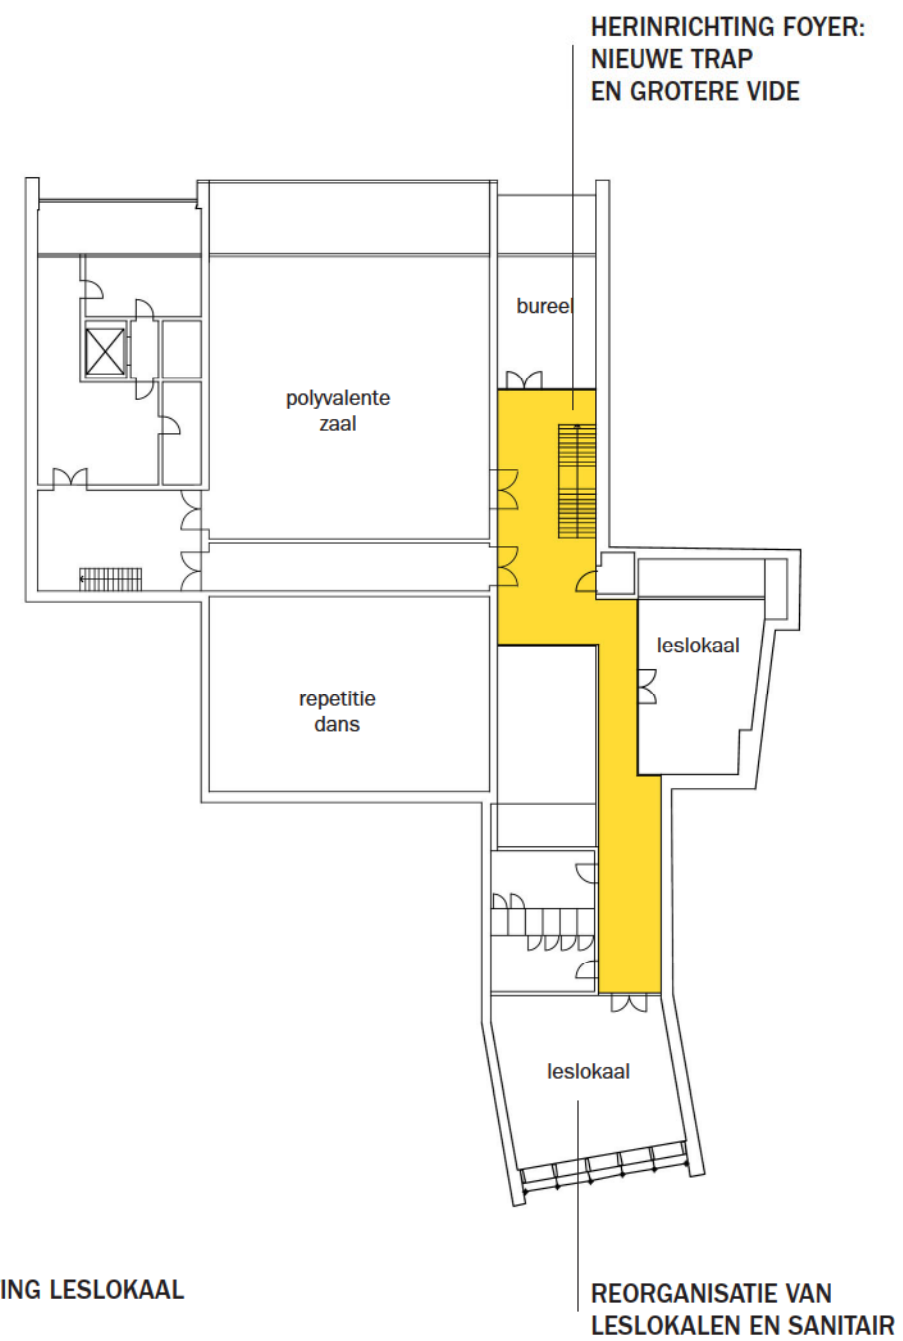 HERINRICHTING FOYER:
NIEUWE TRAP
EN GROTERE VIDE
bureel
polyvalente
zaal
leslokaal
repetitie
dans
leslokaal
ING LESLOKAAL
REORGANISATIE VAN
LESLOKALEN EN SANITAIR